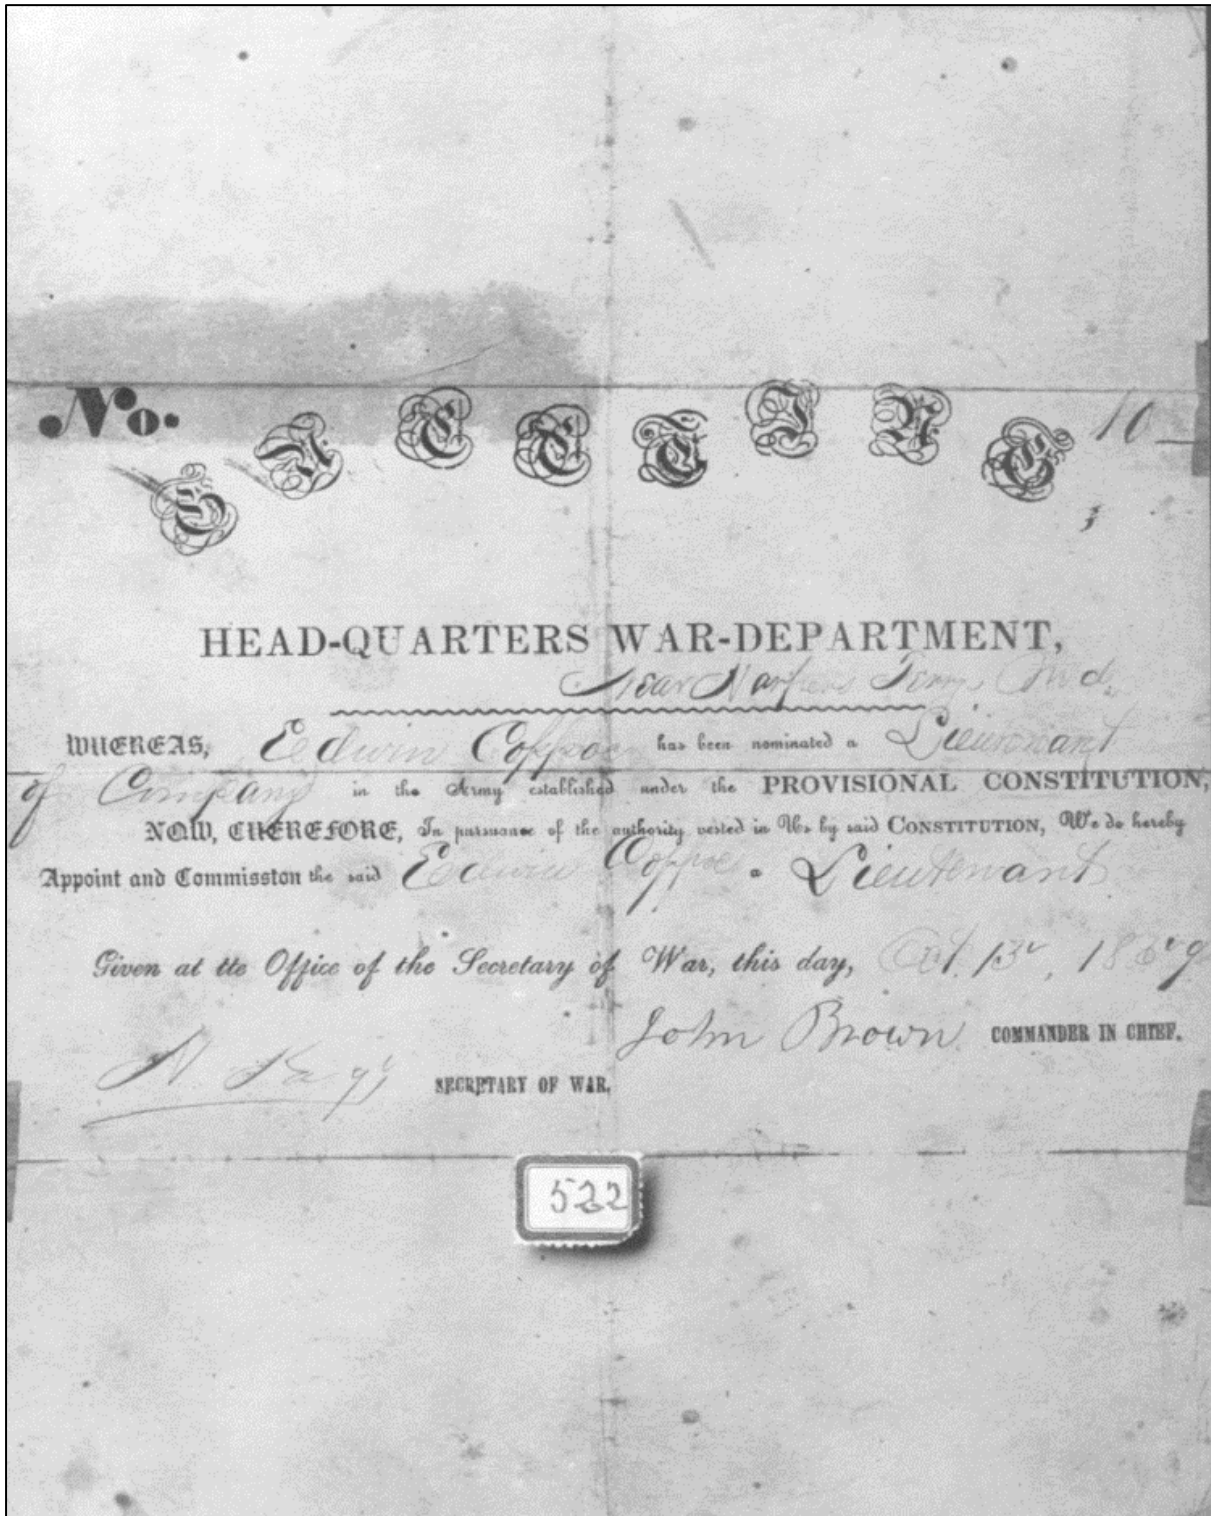 No. GREETING 10
HEAD-QUARTERS WAR-DEPARTMENT,
Near Harpers Ferry Md.
WHEREAS, Edwin Coppoc has been nominated a Lieutenant
of Company in the Army established under the PROVISIONAL CONSTITUTION,
NOW, THEREFORE, In pursuance of the authority vested in Us by said CONSTITUTION, We do hereby
Appoint and Commission the said Edwin Coppoc a Lieutenant
Given at the Office of the Secretary of War, this day, Oct. 1859
John Brown COMMANDER IN CHIEF.
H Kagi SECRETARY OF WAR.
522